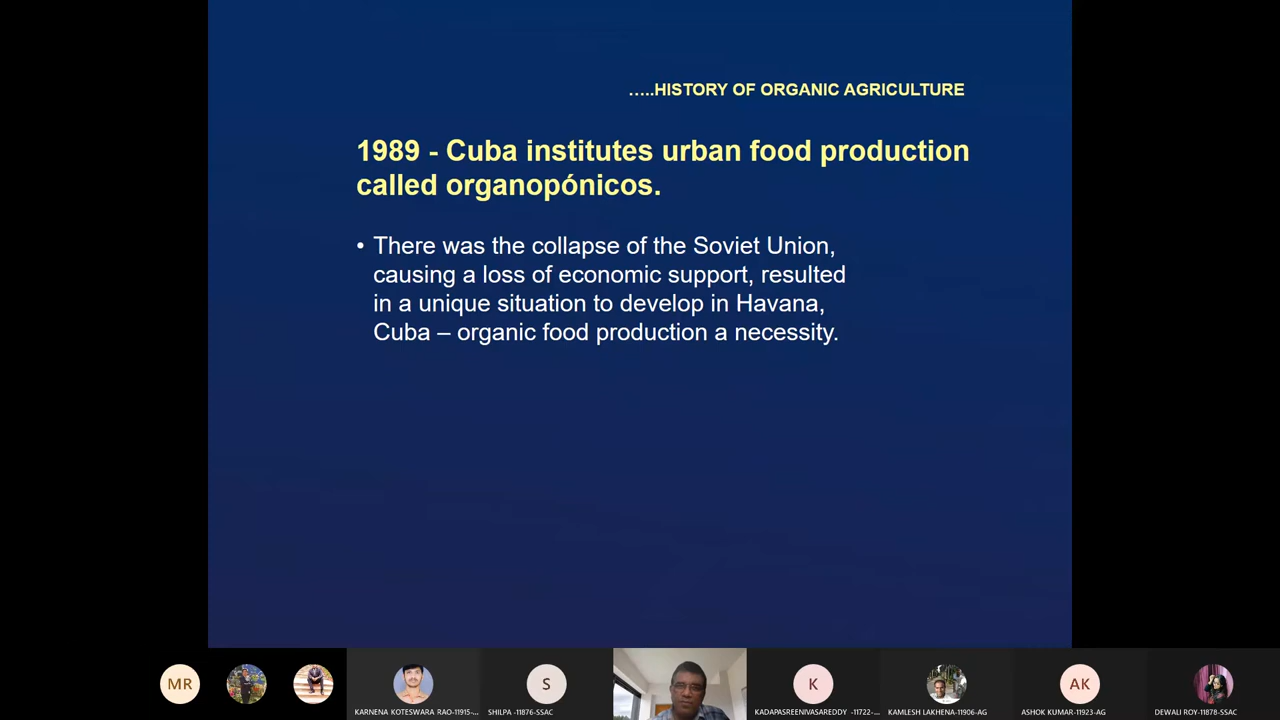 …..HISTORY OF ORGANIC AGRICULTURE
1989 - Cuba institutes urban food production
called organopónicos.
• There was the collapse of the Soviet Union,
causing a loss of economic support, resulted
in a unique situation to develop in Havana,
Cuba – organic food production a necessity.
MR
S
K
AK
KARNENA KOTESWARA RAO-11915-...
SHILPA -11876-SSAC
KADAPASREENIVASAREDDY -11722-...
KAMLESH LAKHENA-11906-AG
ASHOK KUMAR-11923-AG
DEWALI ROY-11878-SSAC